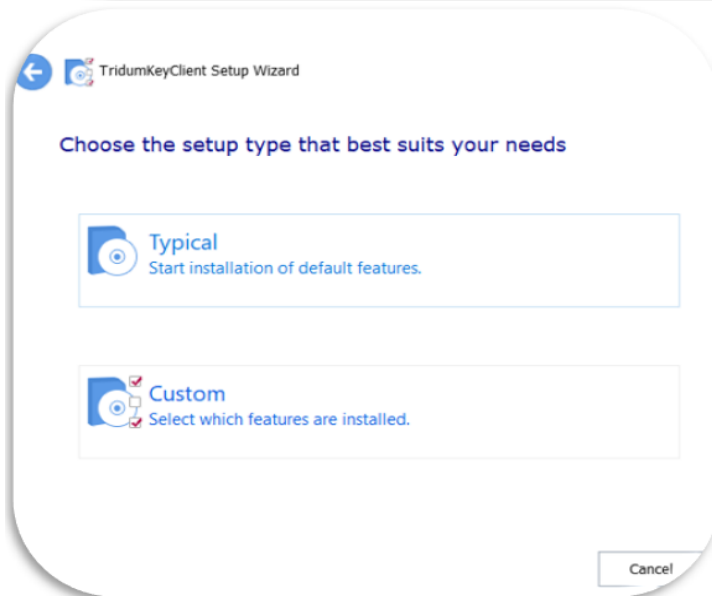 TridumKeyClient Setup Wizard
Choose the setup type that best suits your needs
Typical
Start installation of default features.
Custom
Select which features are installed.
Cancel